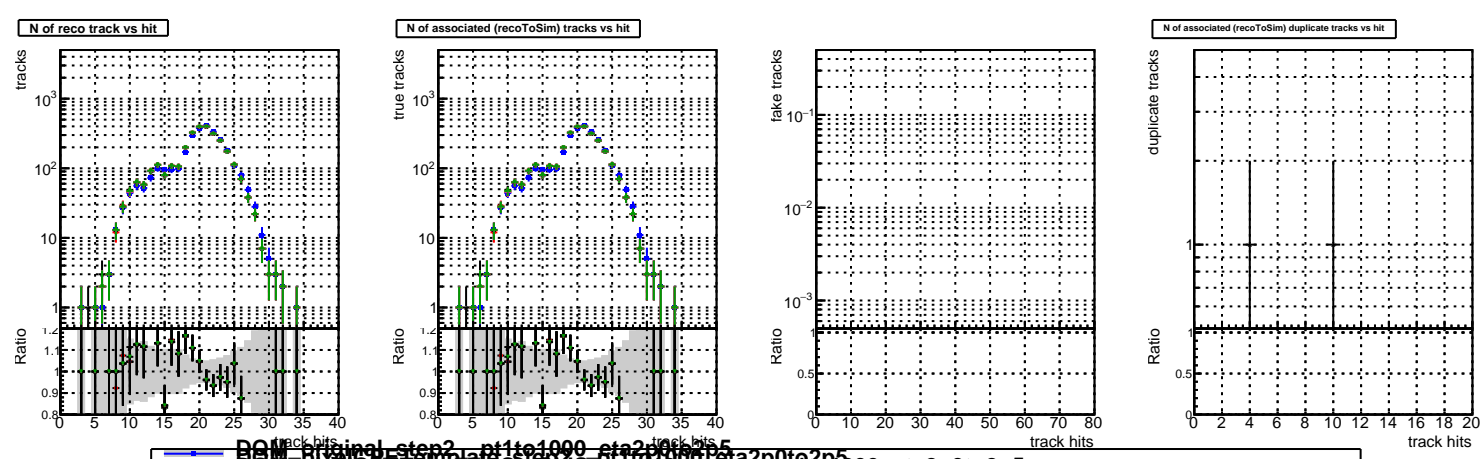 N of reco track vs hit
tracks
10³
10²
10
1
Ratio
1.2
1.1
1
0.9
0.8
0 5 10 15 20 25 30 35 40
track hits
N of associated (recoToSim) tracks vs hit
true tracks
10³
10²
10
1
Ratio
1.2
1.1
1
0.9
0.8
0 5 10 15 20 25 30 35 40
track hits
fake tracks
10⁻¹
10⁻²
10⁻³
Ratio
1
0.5
0
0 10 20 30 40 50 60 70 80
track hits
N of associated (recoToSim) duplicate tracks vs hit
duplicate tracks
1
Ratio
1
0.5
0
0 2 4 6 8 10 12 14 16 18 20
track hits
DQM_original_step2__pt1to1000_eta2p0to2p5